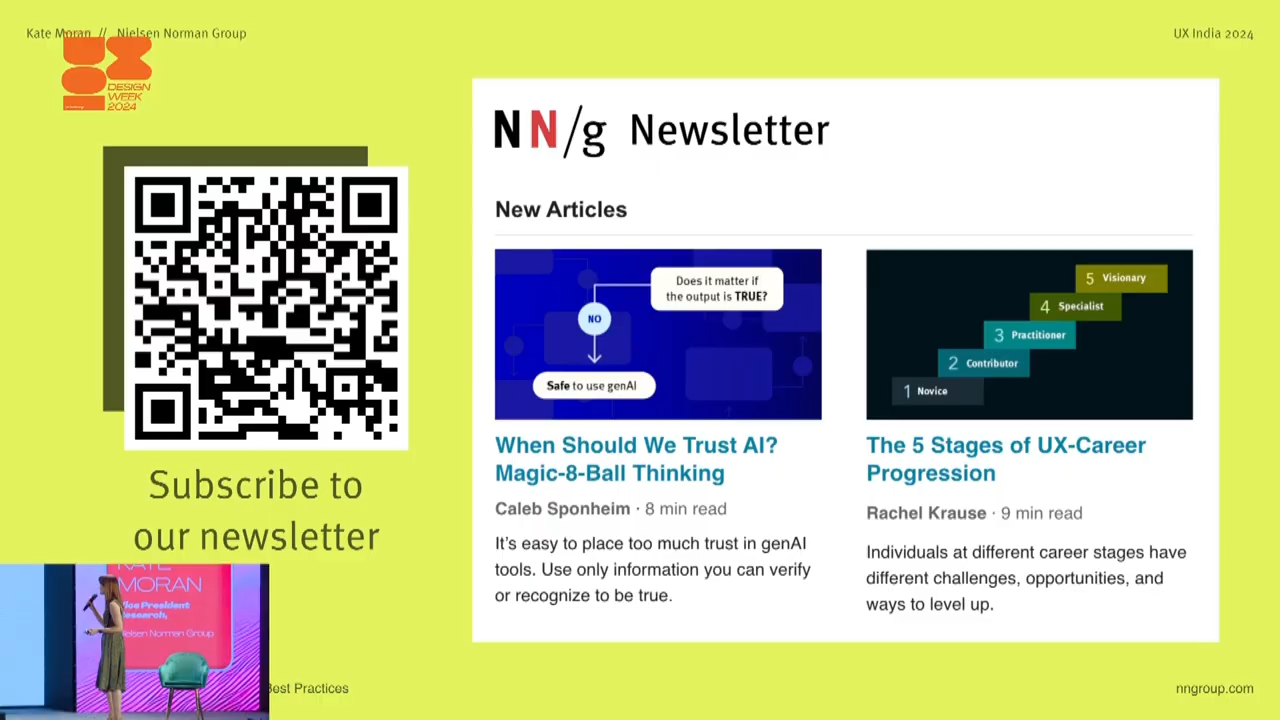 Kate Moran // Nielsen Norman Group
UX India 2024
DESIGN
WEEK
2024
NN/g Newsletter
New Articles
Does it matter if
the output is TRUE?
NO
Safe to use genAI
5 Visionary
4 Specialist
3 Practitioner
2 Contributor
1 Novice
When Should We Trust AI?
Magic-8-Ball Thinking
Caleb Sponheim · 8 min read
It's easy to place too much trust in genAI
tools. Use only information you can verify
or recognize to be true.
The 5 Stages of UX-Career
Progression
Rachel Krause · 9 min read
Individuals at different career stages have
different challenges, opportunities, and
ways to level up.
Subscribe to
our newsletter
KATE
MORAN
Vice President
Research,
Nielsen Norman Group
Best Practices
nngroup.com